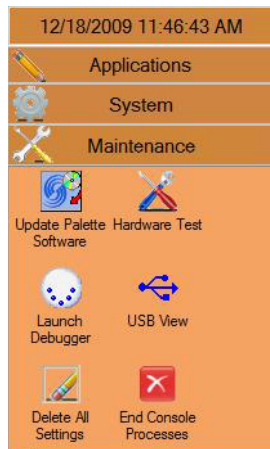 12/18/2009 11:46:43 AM
Applications
System
Maintenance
Update Palette
Software
Hardware Test
Launch
Debugger
USB View
Delete All
Settings
End Console
Processes